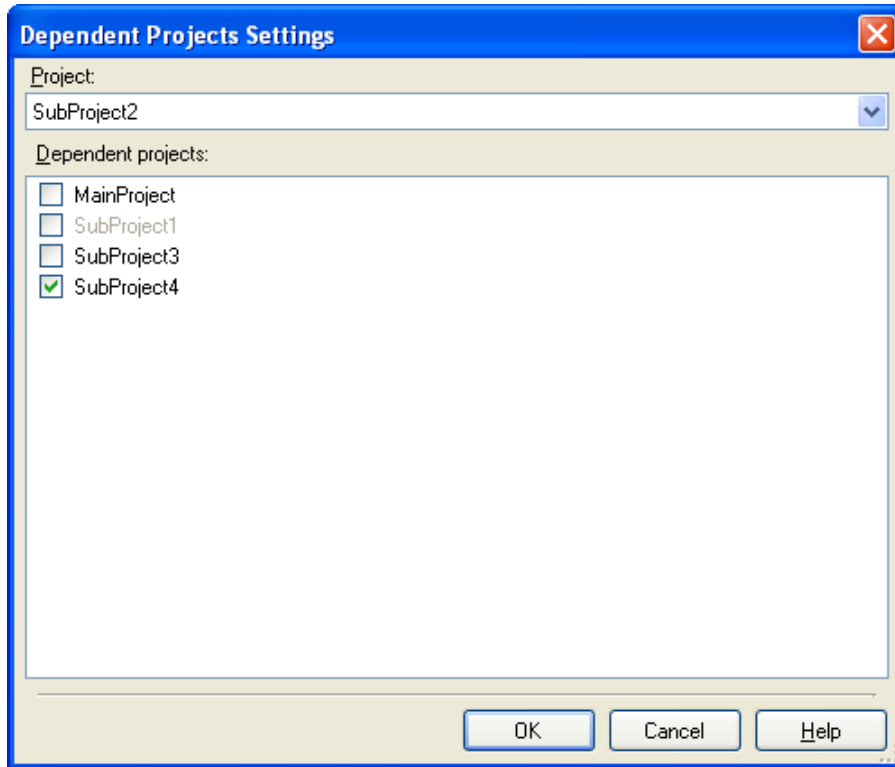 Dependent Projects Settings
Project:
SubProject2
Dependent projects:
MainProject
SubProject1
SubProject3
SubProject4
OK Cancel Help